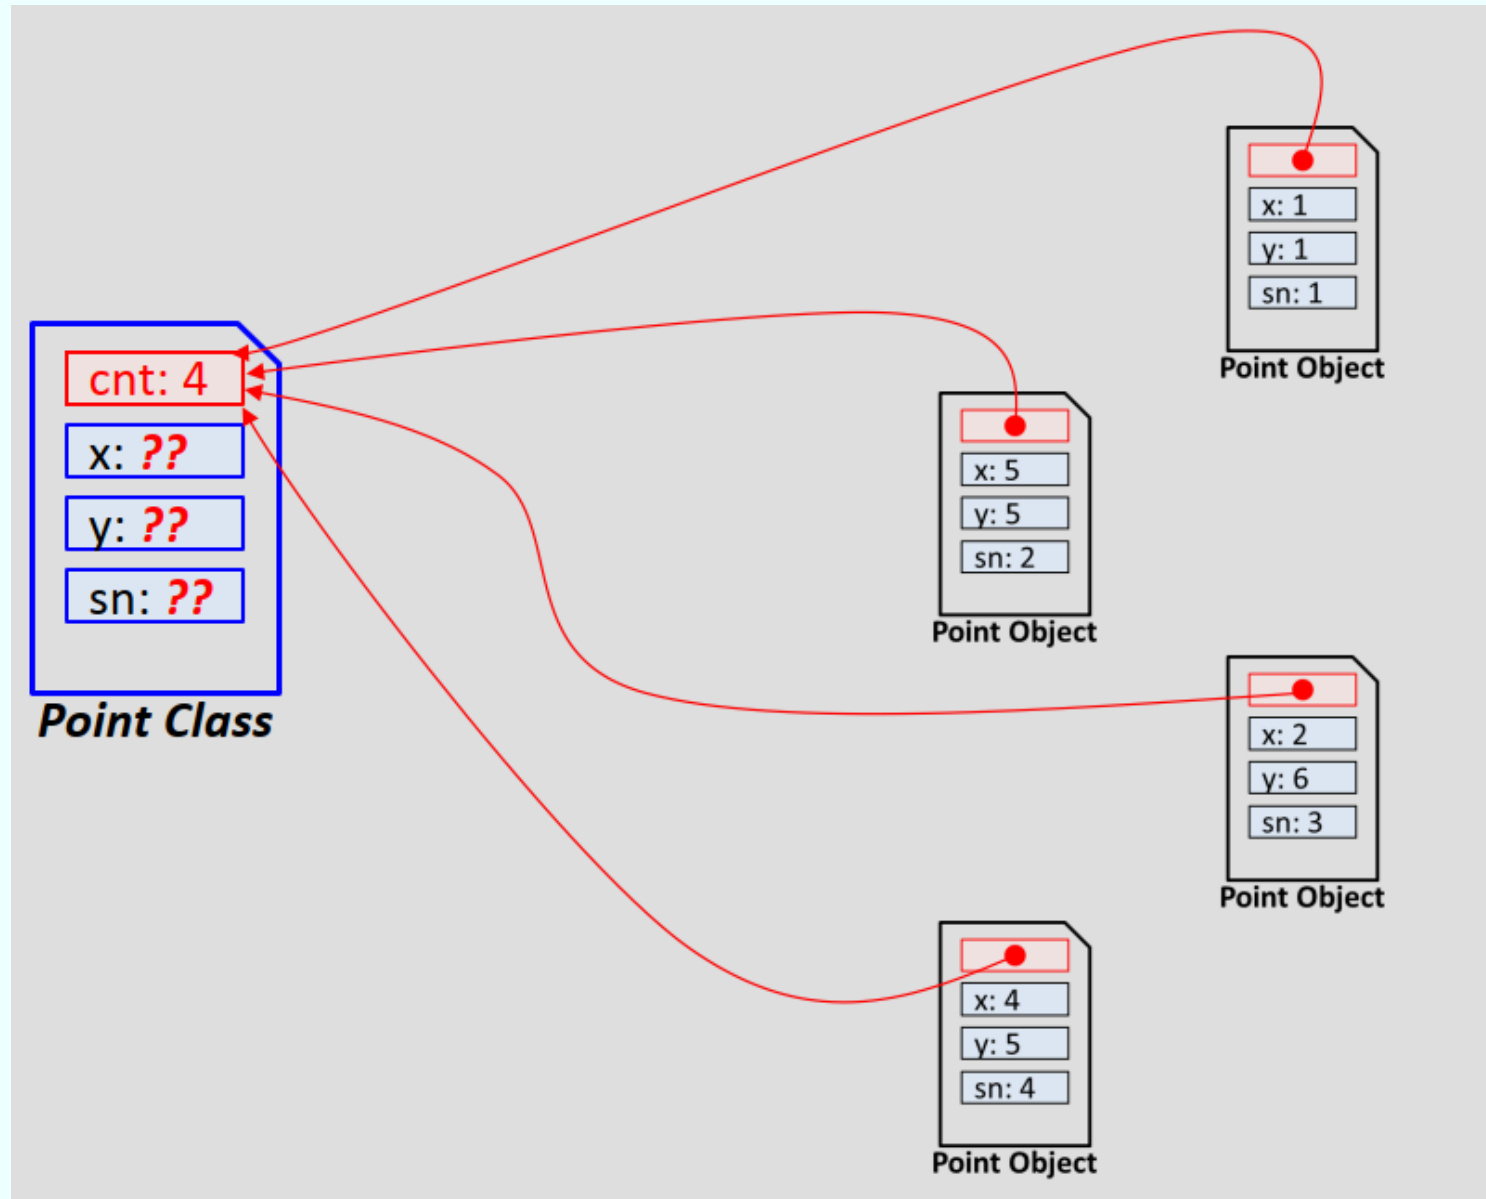 cnt: 4
x: ??
y: ??
sn: ??
Point Class
x: 1
y: 1
sn: 1
Point Object
x: 5
y: 5
sn: 2
Point Object
x: 2
y: 6
sn: 3
Point Object
x: 4
y: 5
sn: 4
Point Object